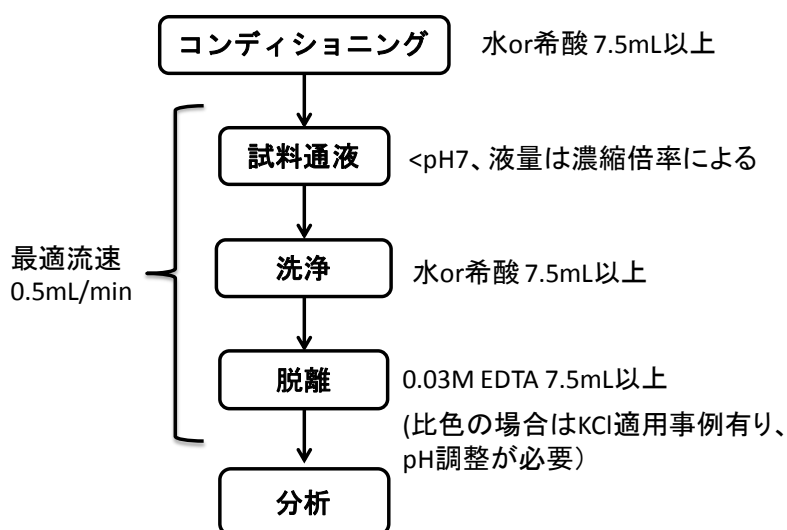 コンディショニング 水or希酸 7.5mL以上
試料通液 <pH7、液量は濃縮倍率による
最適流速
0.5mL/min
洗浄 水or希酸 7.5mL以上
脱離 0.03M EDTA 7.5mL以上
(比色の場合はKCl適用事例有り、
pH調整が必要）
分析